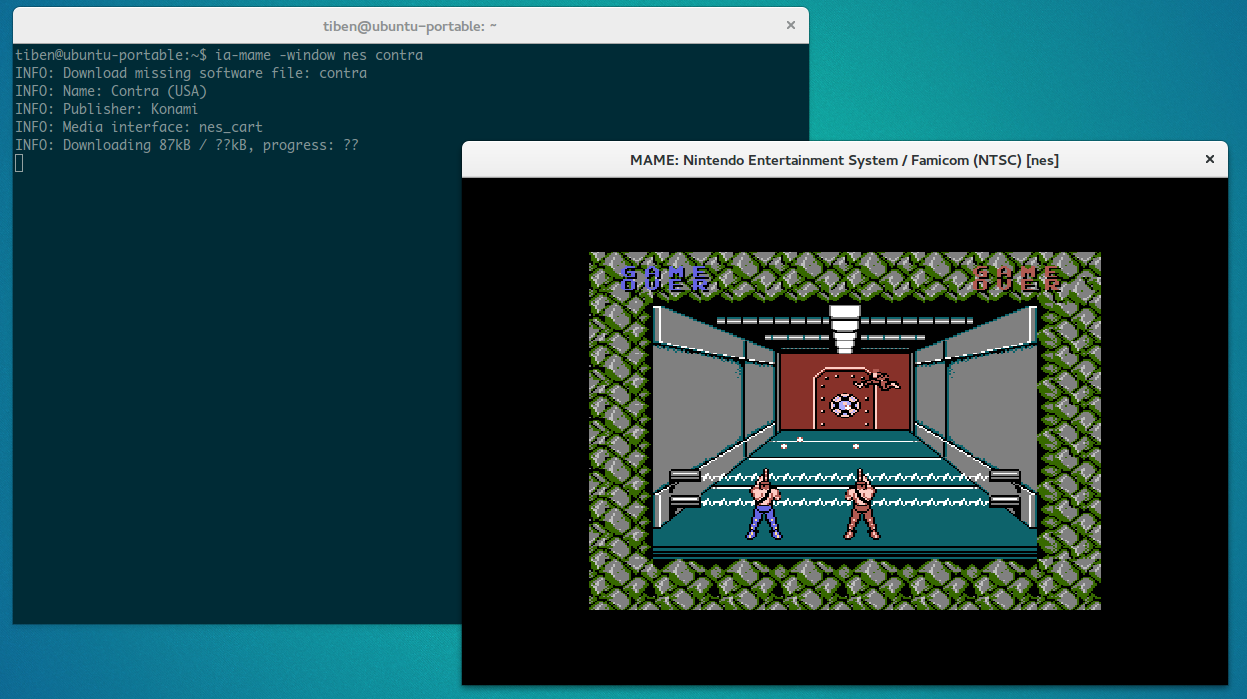 tiben@ubuntu-portable: ~
tiben@ubuntu-portable:~$ ia-mame -window nes contra
INFO: Download missing software file: contra
INFO: Name: Contra (USA)
INFO: Publisher: Konami
INFO: Media interface: nes_cart
INFO: Downloading 87kB / ??kB, progress: ??
MAME: Nintendo Entertainment System / Famicom (NTSC) [nes]
GAME GAME
OVER OVER